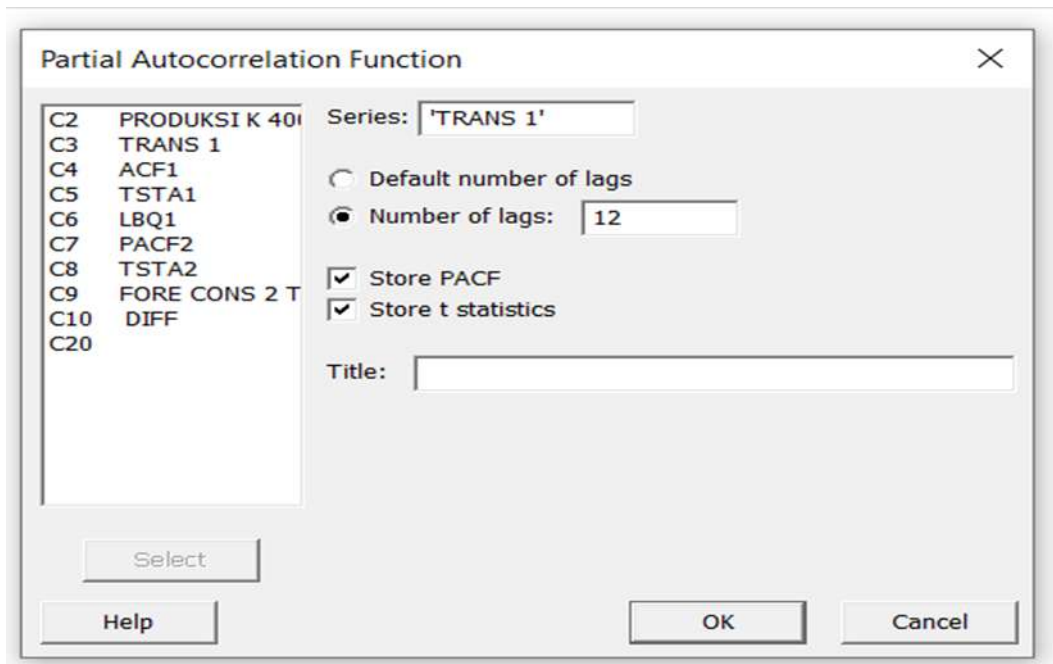 Partial Autocorrelation Function
C2 PRODUKSI K 40
C3 TRANS 1
C4 ACF1
C5 TSTA1
C6 LBQ1
C7 PACF2
C8 TSTA2
C9 FORE CONS 2 T
C10 DIFF
C20
Series: 'TRANS 1'
Default number of lags
Number of lags: 12
Store PACF
Store t statistics
Title:
Select
Help
OK
Cancel